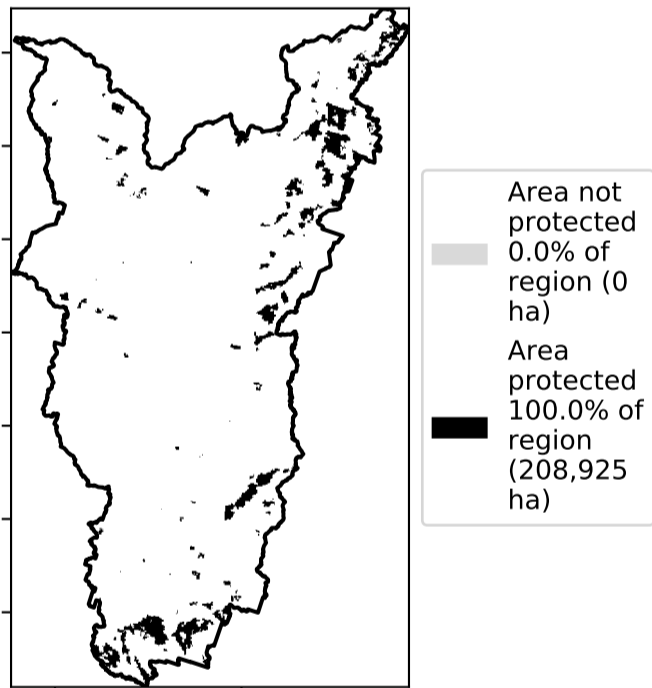 Area not
protected
0.0% of
region (0
ha)
Area
protected
100.0% of
region
(208,925
ha)